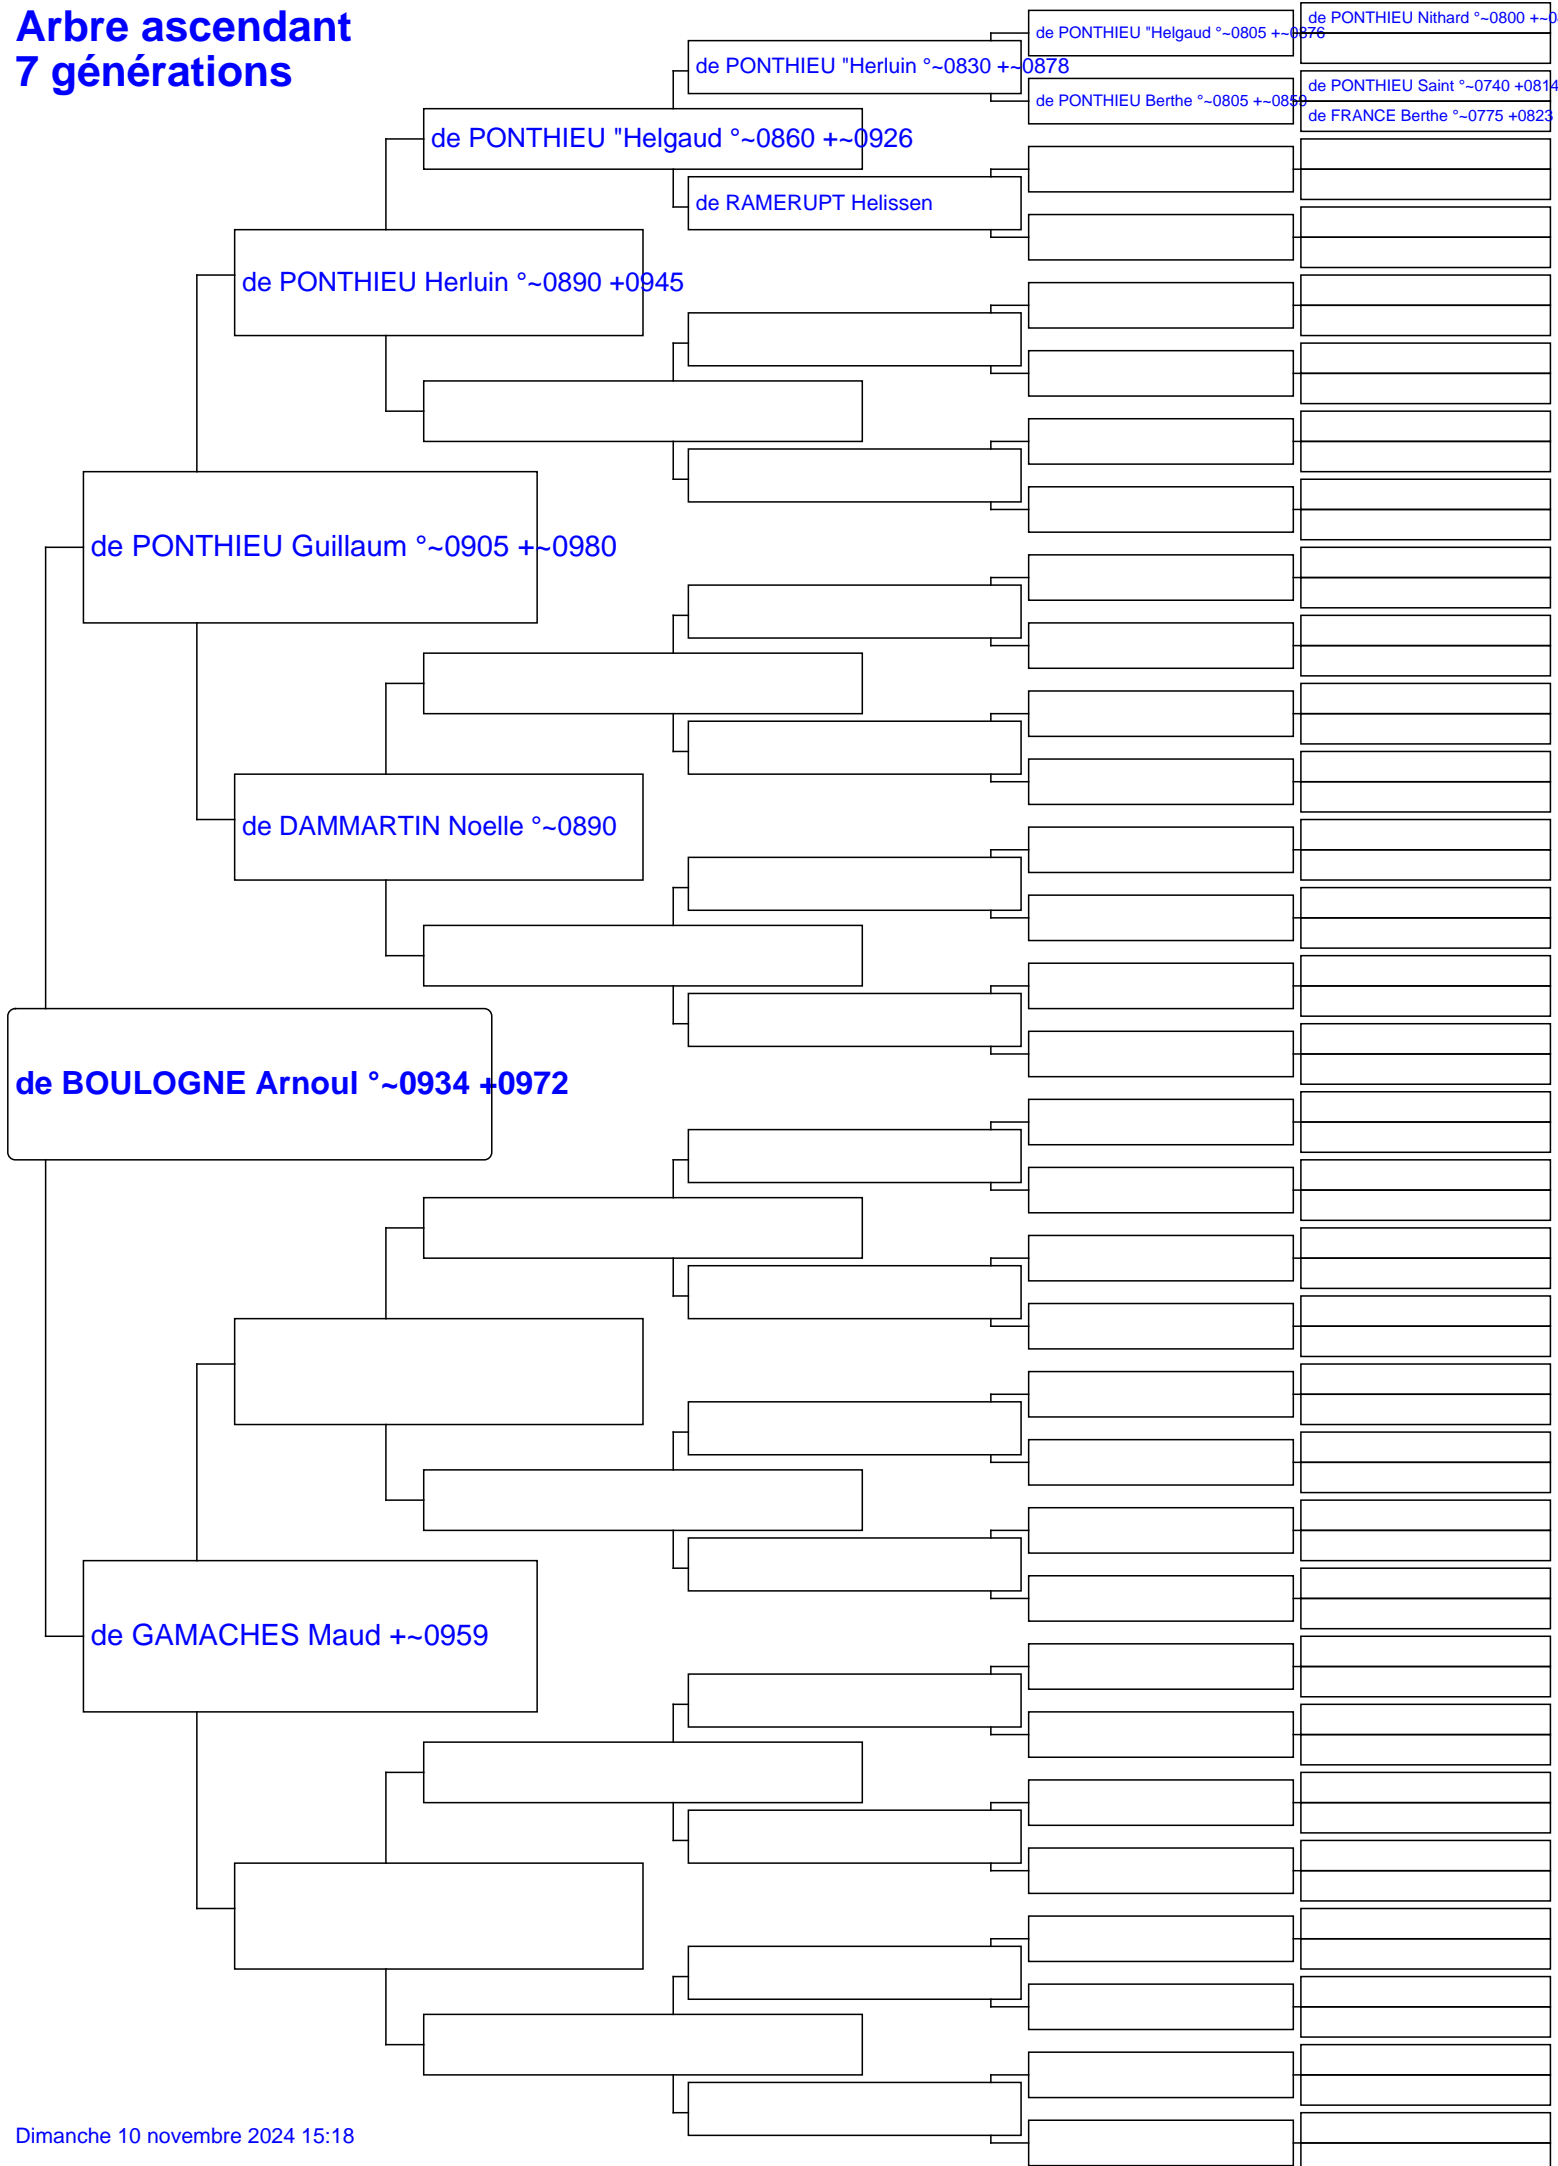 Arbre ascendant
7 générations
de PONTHIEU Nithard °~0800 +~0
de PONTHIEU "Helgaud °~0805 +~0876
de PONTHIEU "Herluin °~0830 +~0878
de PONTHIEU Saint °~0740 +0814
de PONTHIEU Berthe °~0805 +~0859
de FRANCE Berthe °~0775 +0823
de PONTHIEU "Helgaud °~0860 +~0926
de RAMERUPT Helissen
de PONTHIEU Herluin °~0890 +0945
de PONTHIEU Guillaum °~0905 +~0980
de DAMMARTIN Noelle °~0890
de BOULOGNE Arnoul °~0934 +0972
de GAMACHES Maud +~0959
Dimanche 10 novembre 2024 15:18